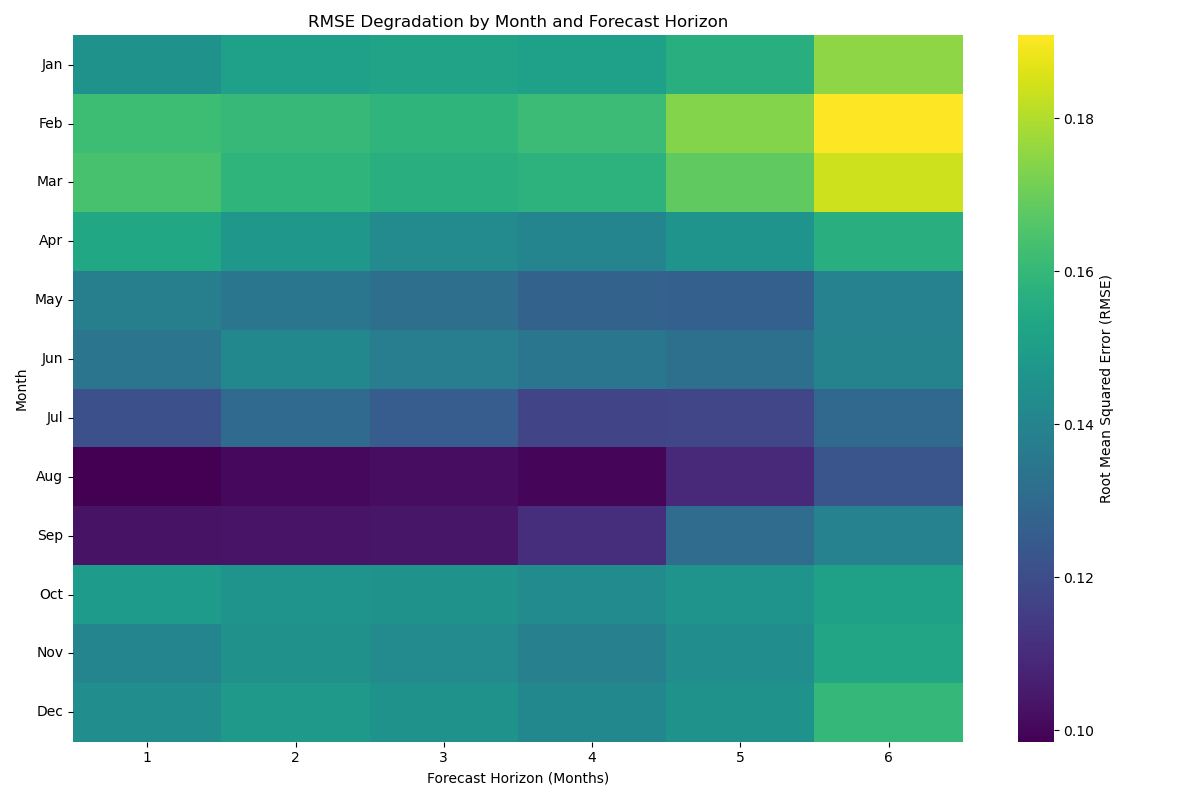 RMSE Degradation by Month and Forecast Horizon
Jan
Feb
Mar
Apr
May
Jun
Jul
Aug
Sep
Oct
Nov
Dec
Month
1 2 3 4 5 6
Forecast Horizon (Months)
0.18
0.16
0.14
0.12
0.10
Root Mean Squared Error (RMSE)